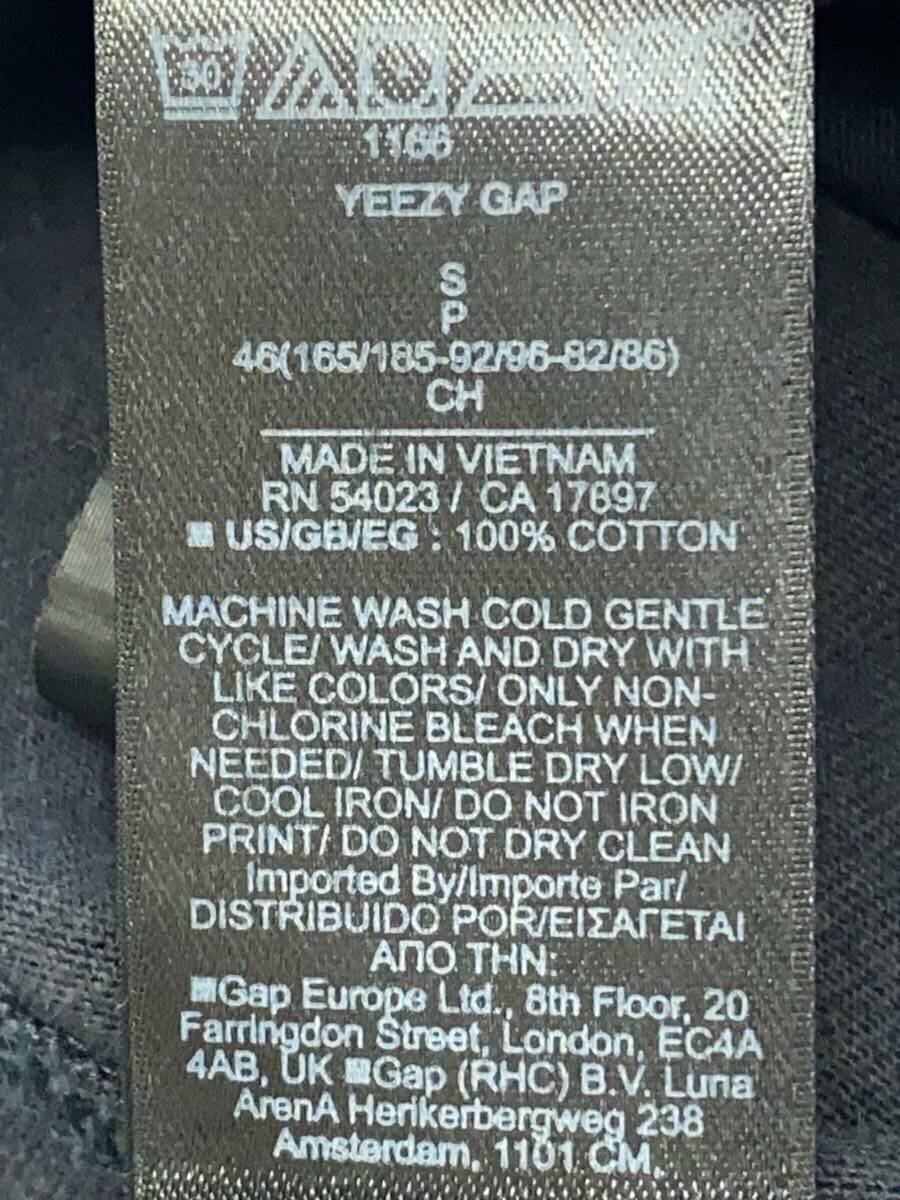 30
1166
YEEZY GAP
S
P
46(165/185-92/96-82/86)
CH
MADE IN VIETNAM
RN 54023 / CA 17897
US/GB/EG : 100% COTTON
MACHINE WASH COLD GENTLE
CYCLE/ WASH AND DRY WITH
LIKE COLORS/ ONLY NON-
CHLORINE BLEACH WHEN
NEEDED/ TUMBLE DRY LOW/
COOL IRON/ DO NOT IRON
PRINT/ DO NOT DRY CLEAN
Imported By/Importe Par/
DISTRIBUIDO POR/ΕΙΣΑΓΕΤΑΙ
ΑΠΟ ΤΗΝ:
Gap Europe Ltd., 8th Floor, 20
Farringdon Street, London, EC4A
4AB, UK Gap (RHC) B.V. Luna
ArenA Herikerbergweg 238
Amsterdam, 1101 CM,